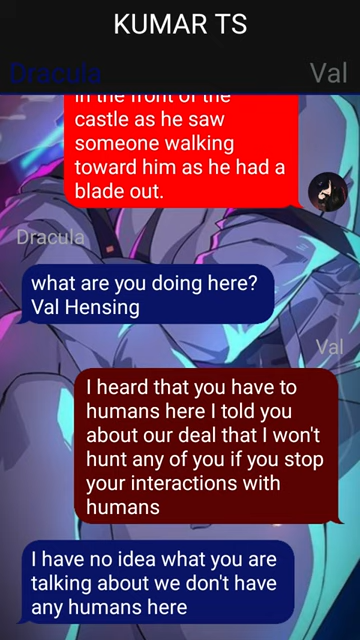 KUMAR TS
Dracula
Val
in the front of the
castle as he saw
someone walking
toward him as he had a
blade out.
Dracula
what are you doing here?
Val Hensing
Val
I heard that you have to
humans here I told you
about our deal that I won't
hunt any of you if you stop
your interactions with
humans
I have no idea what you are
talking about we don't have
any humans here